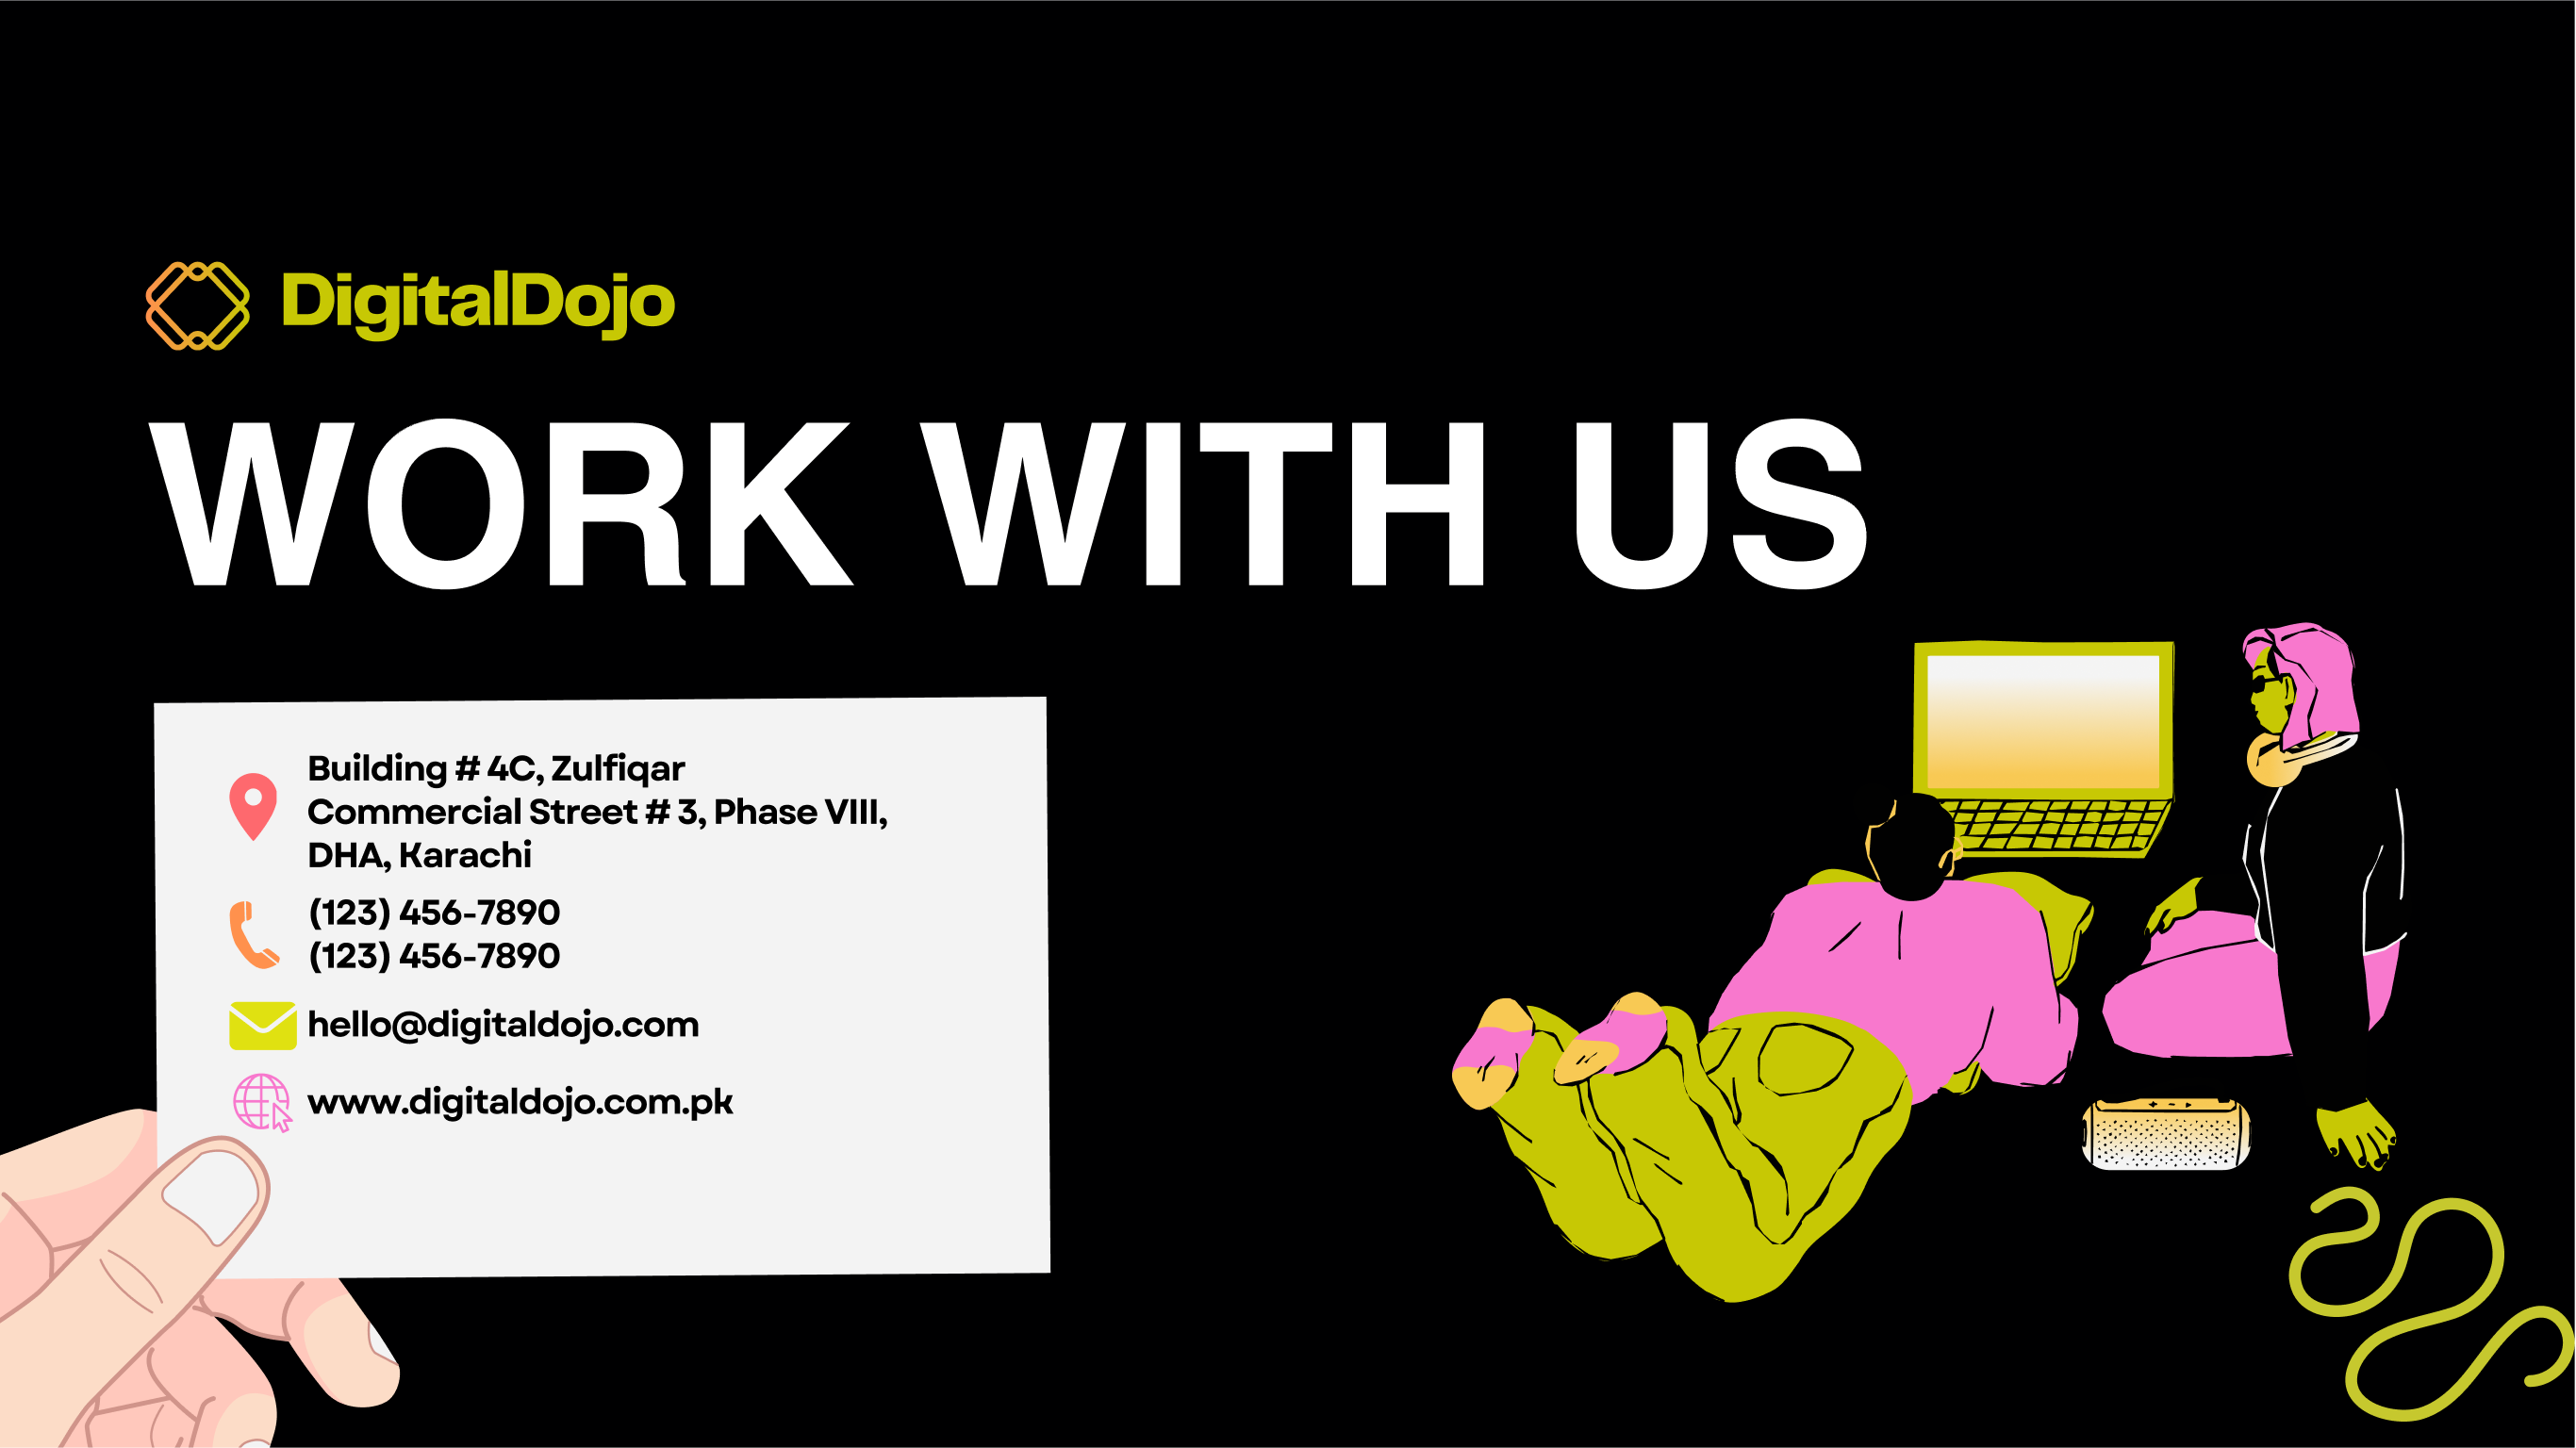 DigitalDojo
WORK WITH US
Building # 4C, Zulfiqar
Commercial Street # 3, Phase VIII,
DHA, Karachi
(123) 456-7890
(123) 456-7890
hello@digitaldojo.com
www.digitaldojo.com.pk